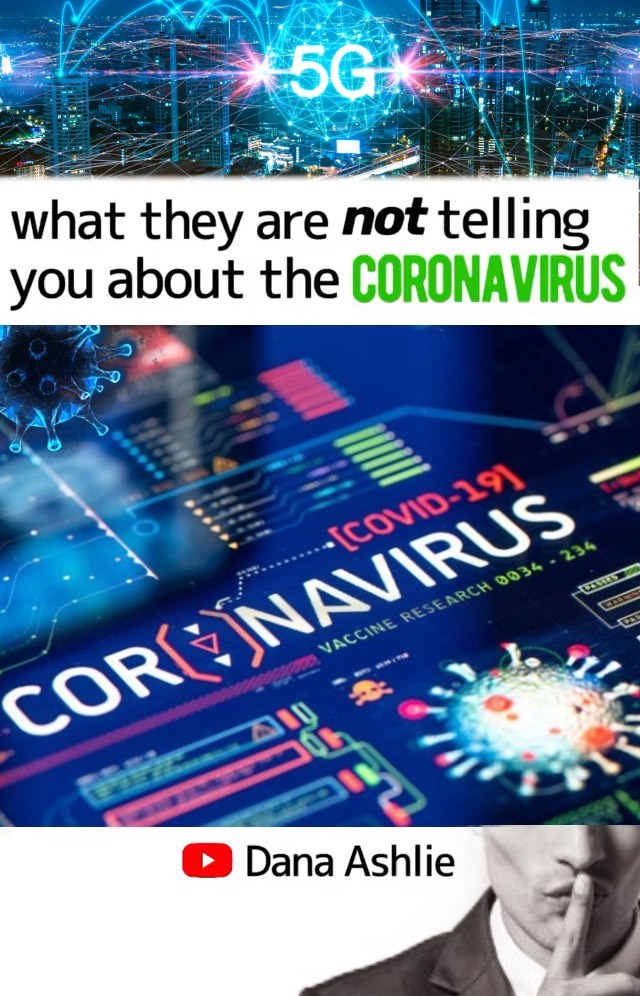 5G
what they are not telling
you about the CORONAVIRUS
[COVID-19]
CORONAVIRUS
VACCINE RESEARCH 0034 - 234
PASSED
Dana Ashlie